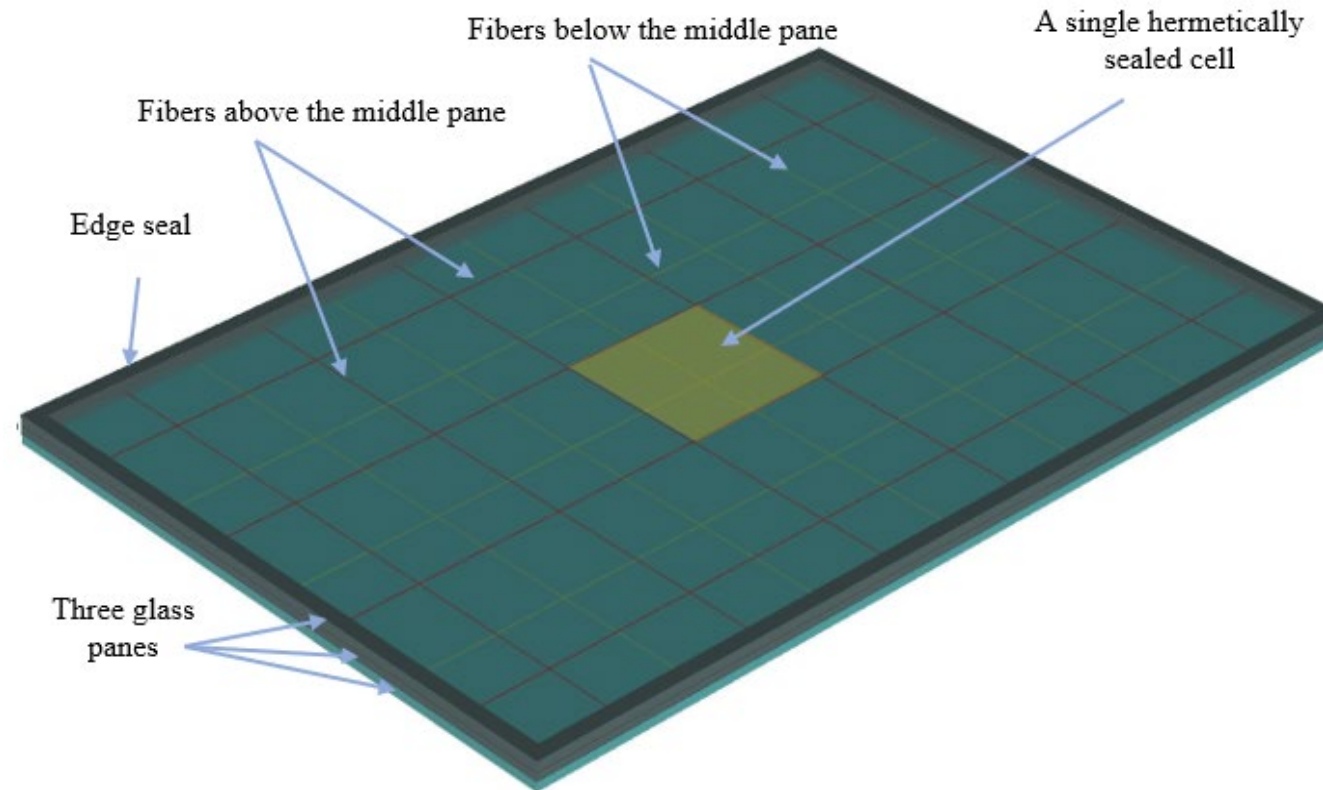 Fibers below the middle pane
A single hermetically
sealed cell
Fibers above the middle pane
Edge seal
Three glass
panes